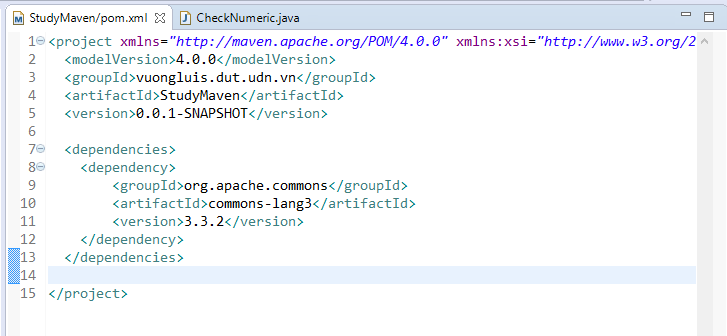 StudyMaven/pom.xml CheckNumeric.java
1 <project xmlns="http://maven.apache.org/POM/4.0.0" xmlns:xsi="http://www.w3.org/2
2 <modelVersion>4.0.0</modelVersion>
3 <groupId>vuongluis.dut.udn.vn</groupId>
4 <artifactId>StudyMaven</artifactId>
5 <version>0.0.1-SNAPSHOT</version>
6
7 <dependencies>
8 <dependency>
9 <groupId>org.apache.commons</groupId>
10 <artifactId>commons-lang3</artifactId>
11 <version>3.3.2</version>
12 </dependency>
13 </dependencies>
14
15 </project>